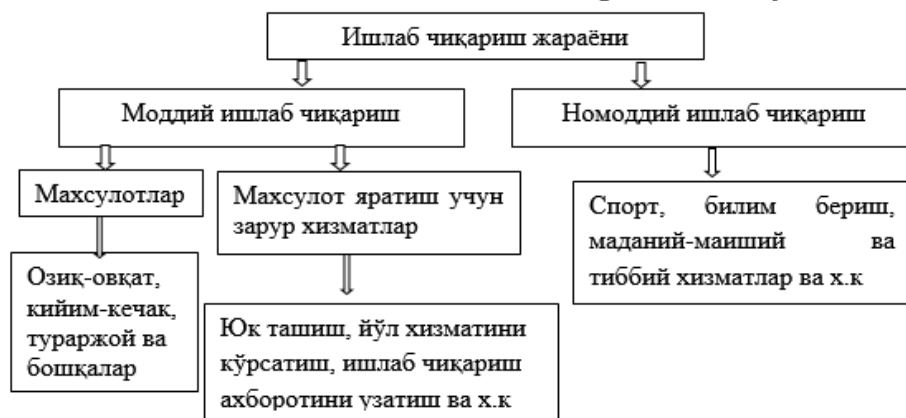 Ишлаб чиқариш жараёни
Моддий ишлаб чиқариш
Номоддий ишлаб чиқариш
Махсулотлар
Махсулот яратиш учун
зарур хизматлар
Спорт, билим бериш,
маданий-маиший ва
тиббий хизматлар ва х.к
Озиқ-овқат,
кийим-кечак,
тураржой ва
бошқалар
Юк ташиш, йўл хизматини
кўрсатиш, ишлаб чиқариш
ахборотини узатиш ва х.к